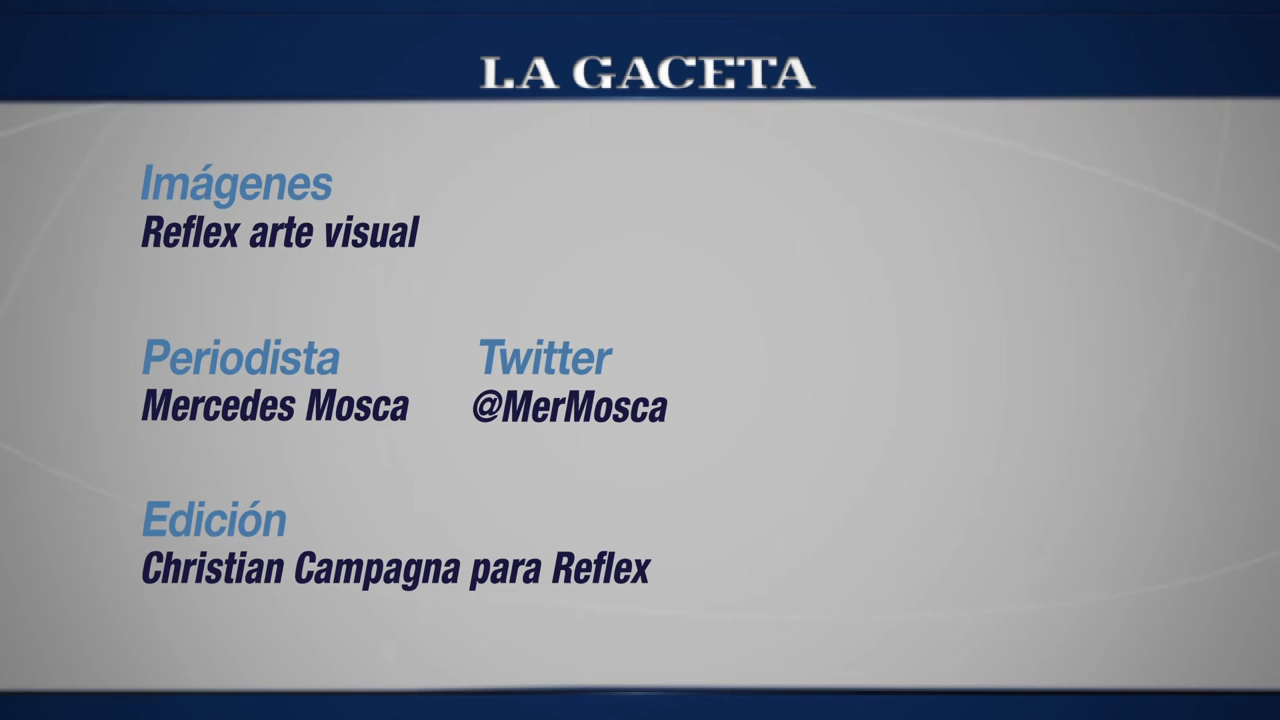 LA GACETA
Imágenes
Reflex arte visual
Periodista
Mercedes Mosca
Twitter
@MerMosca
Edición
Christian Campagna para Reflex